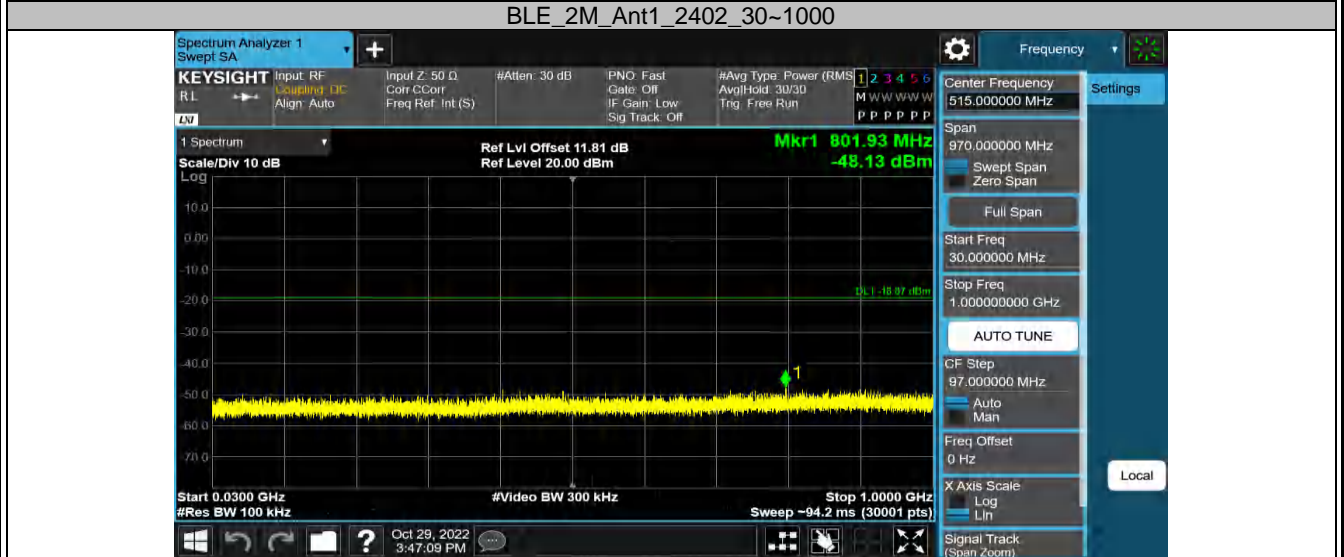 BLE_2M_Ant1_2402_30~1000
Spectrum Analyzer 1
Swept SA
Frequency
KEYSIGHT
RL
LXI
Input: RF
Coupling: DC
Align: Auto
Input Z: 50 Ω
Corr CCorr
Freq Ref: Int (S)
#Atten: 30 dB
PNO: Fast
Gate: Off
IF Gain: Low
Sig Track: Off
#Avg Type: Power (RMS
Avg|Hold: 30/30
Trig: Free Run
1 2 3 4 5 6
M W W W W W
P P P P P P
Center Frequency
515.000000 MHz
Settings
Span
970.000000 MHz
Swept Span
Zero Span
Full Span
Start Freq
30.000000 MHz
Stop Freq
1.000000000 GHz
AUTO TUNE
CF Step
97.000000 MHz
Auto
Man
Freq Offset
0 Hz
X Axis Scale
Log
Lin
Signal Track
(Span Zoom)
Local
1 Spectrum
Scale/Div 10 dB
Log
Ref Lvl Offset 11.81 dB
Ref Level 20.00 dBm
Mkr1 801.93 MHz
-48.13 dBm
10.0
0.00
-10.0
-20.0
-30.0
-40.0
-50.0
-60.0
-70.0
1
Start 0.0300 GHz
#Res BW 100 kHz
#Video BW 300 kHz
Stop 1.0000 GHz
Sweep ~94.2 ms (30001 pts)
?
Oct 29, 2022
3:47:09 PM